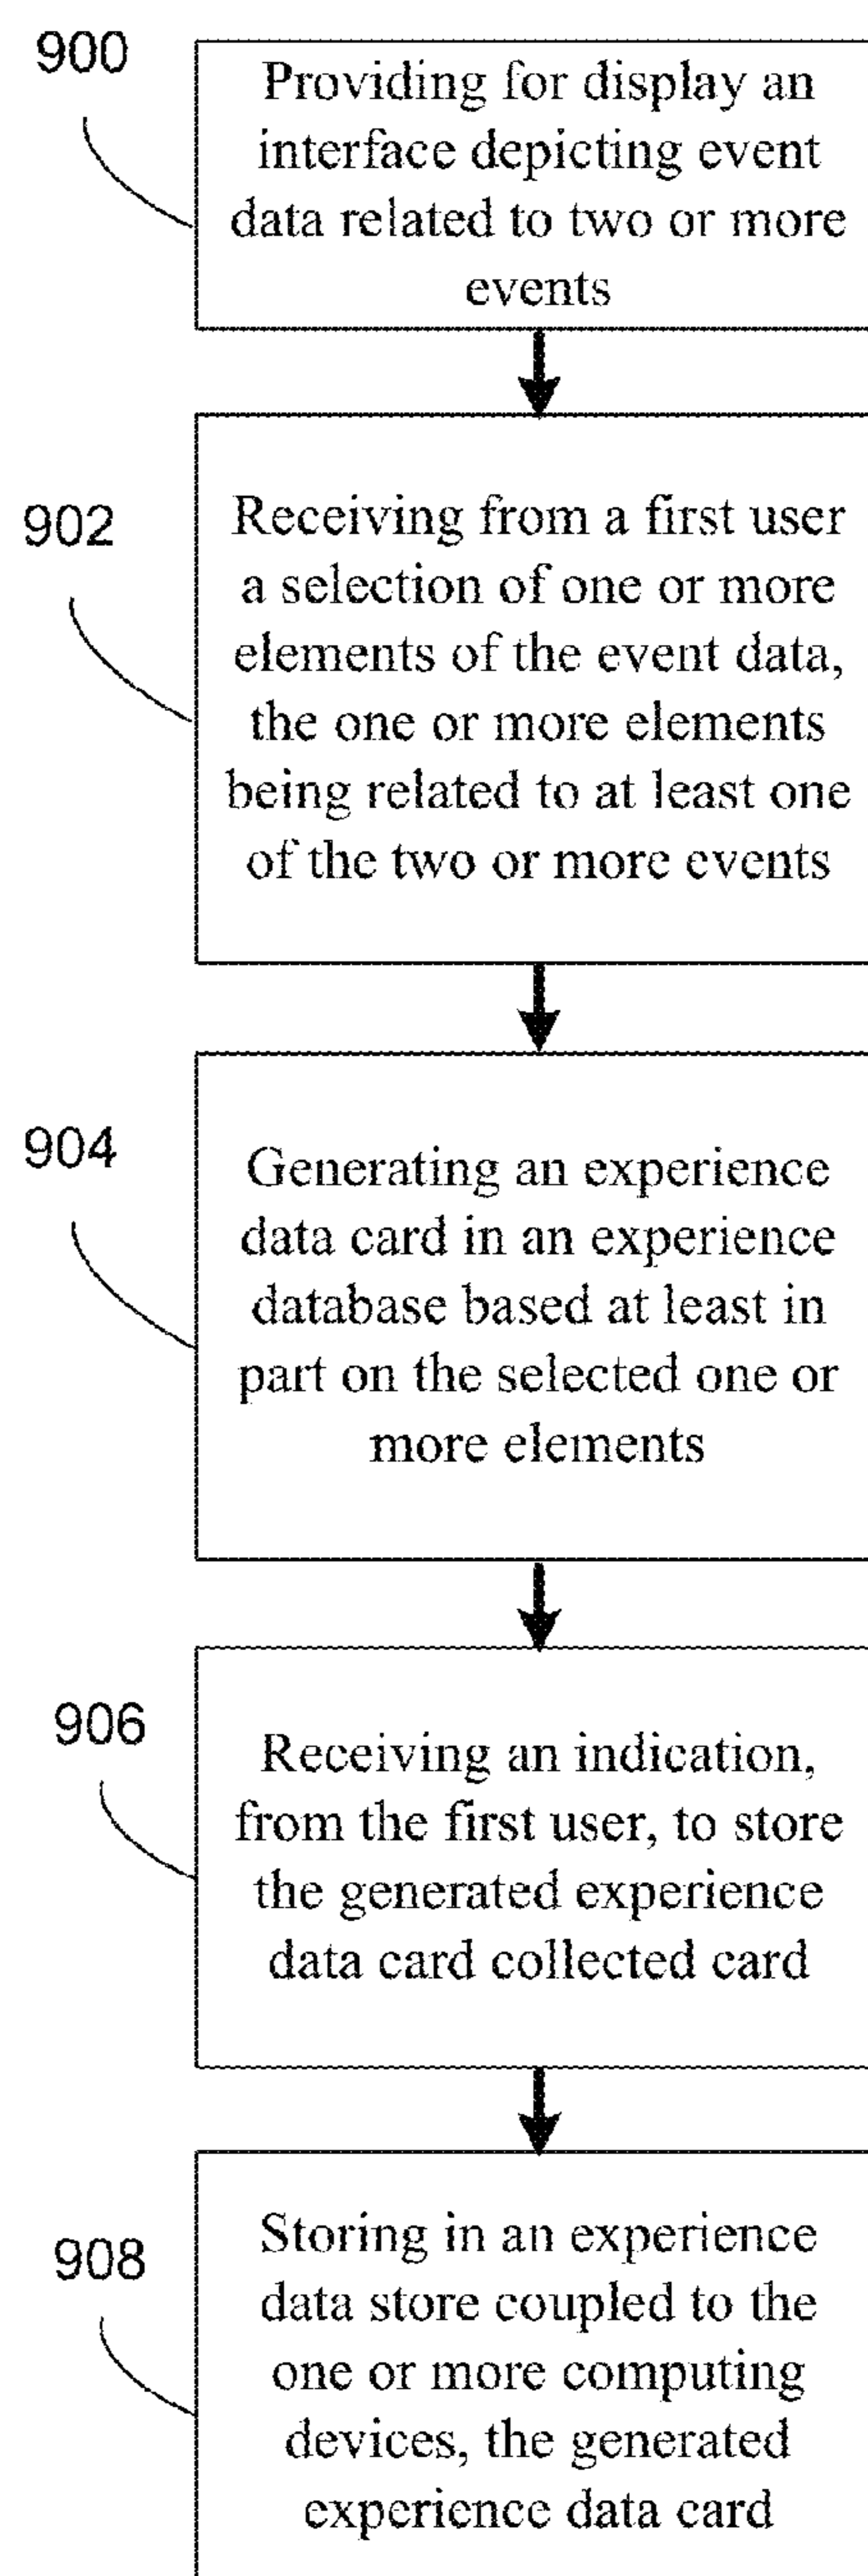 900
Providing for display an
interface depicting event
data related to two or more
events
902
Receiving from a first user
a selection of one or more
elements of the event data,
the one or more elements
being related to at least one
of the two or more events
904
Generating an experience
data card in an experience
database based at least in
part on the selected one or
more elements
906
Receiving an indication,
from the first user, to store
the generated experience
data card collected card
908
Storing in an experience
data store coupled to the
one or more computing
devices, the generated
experience data card